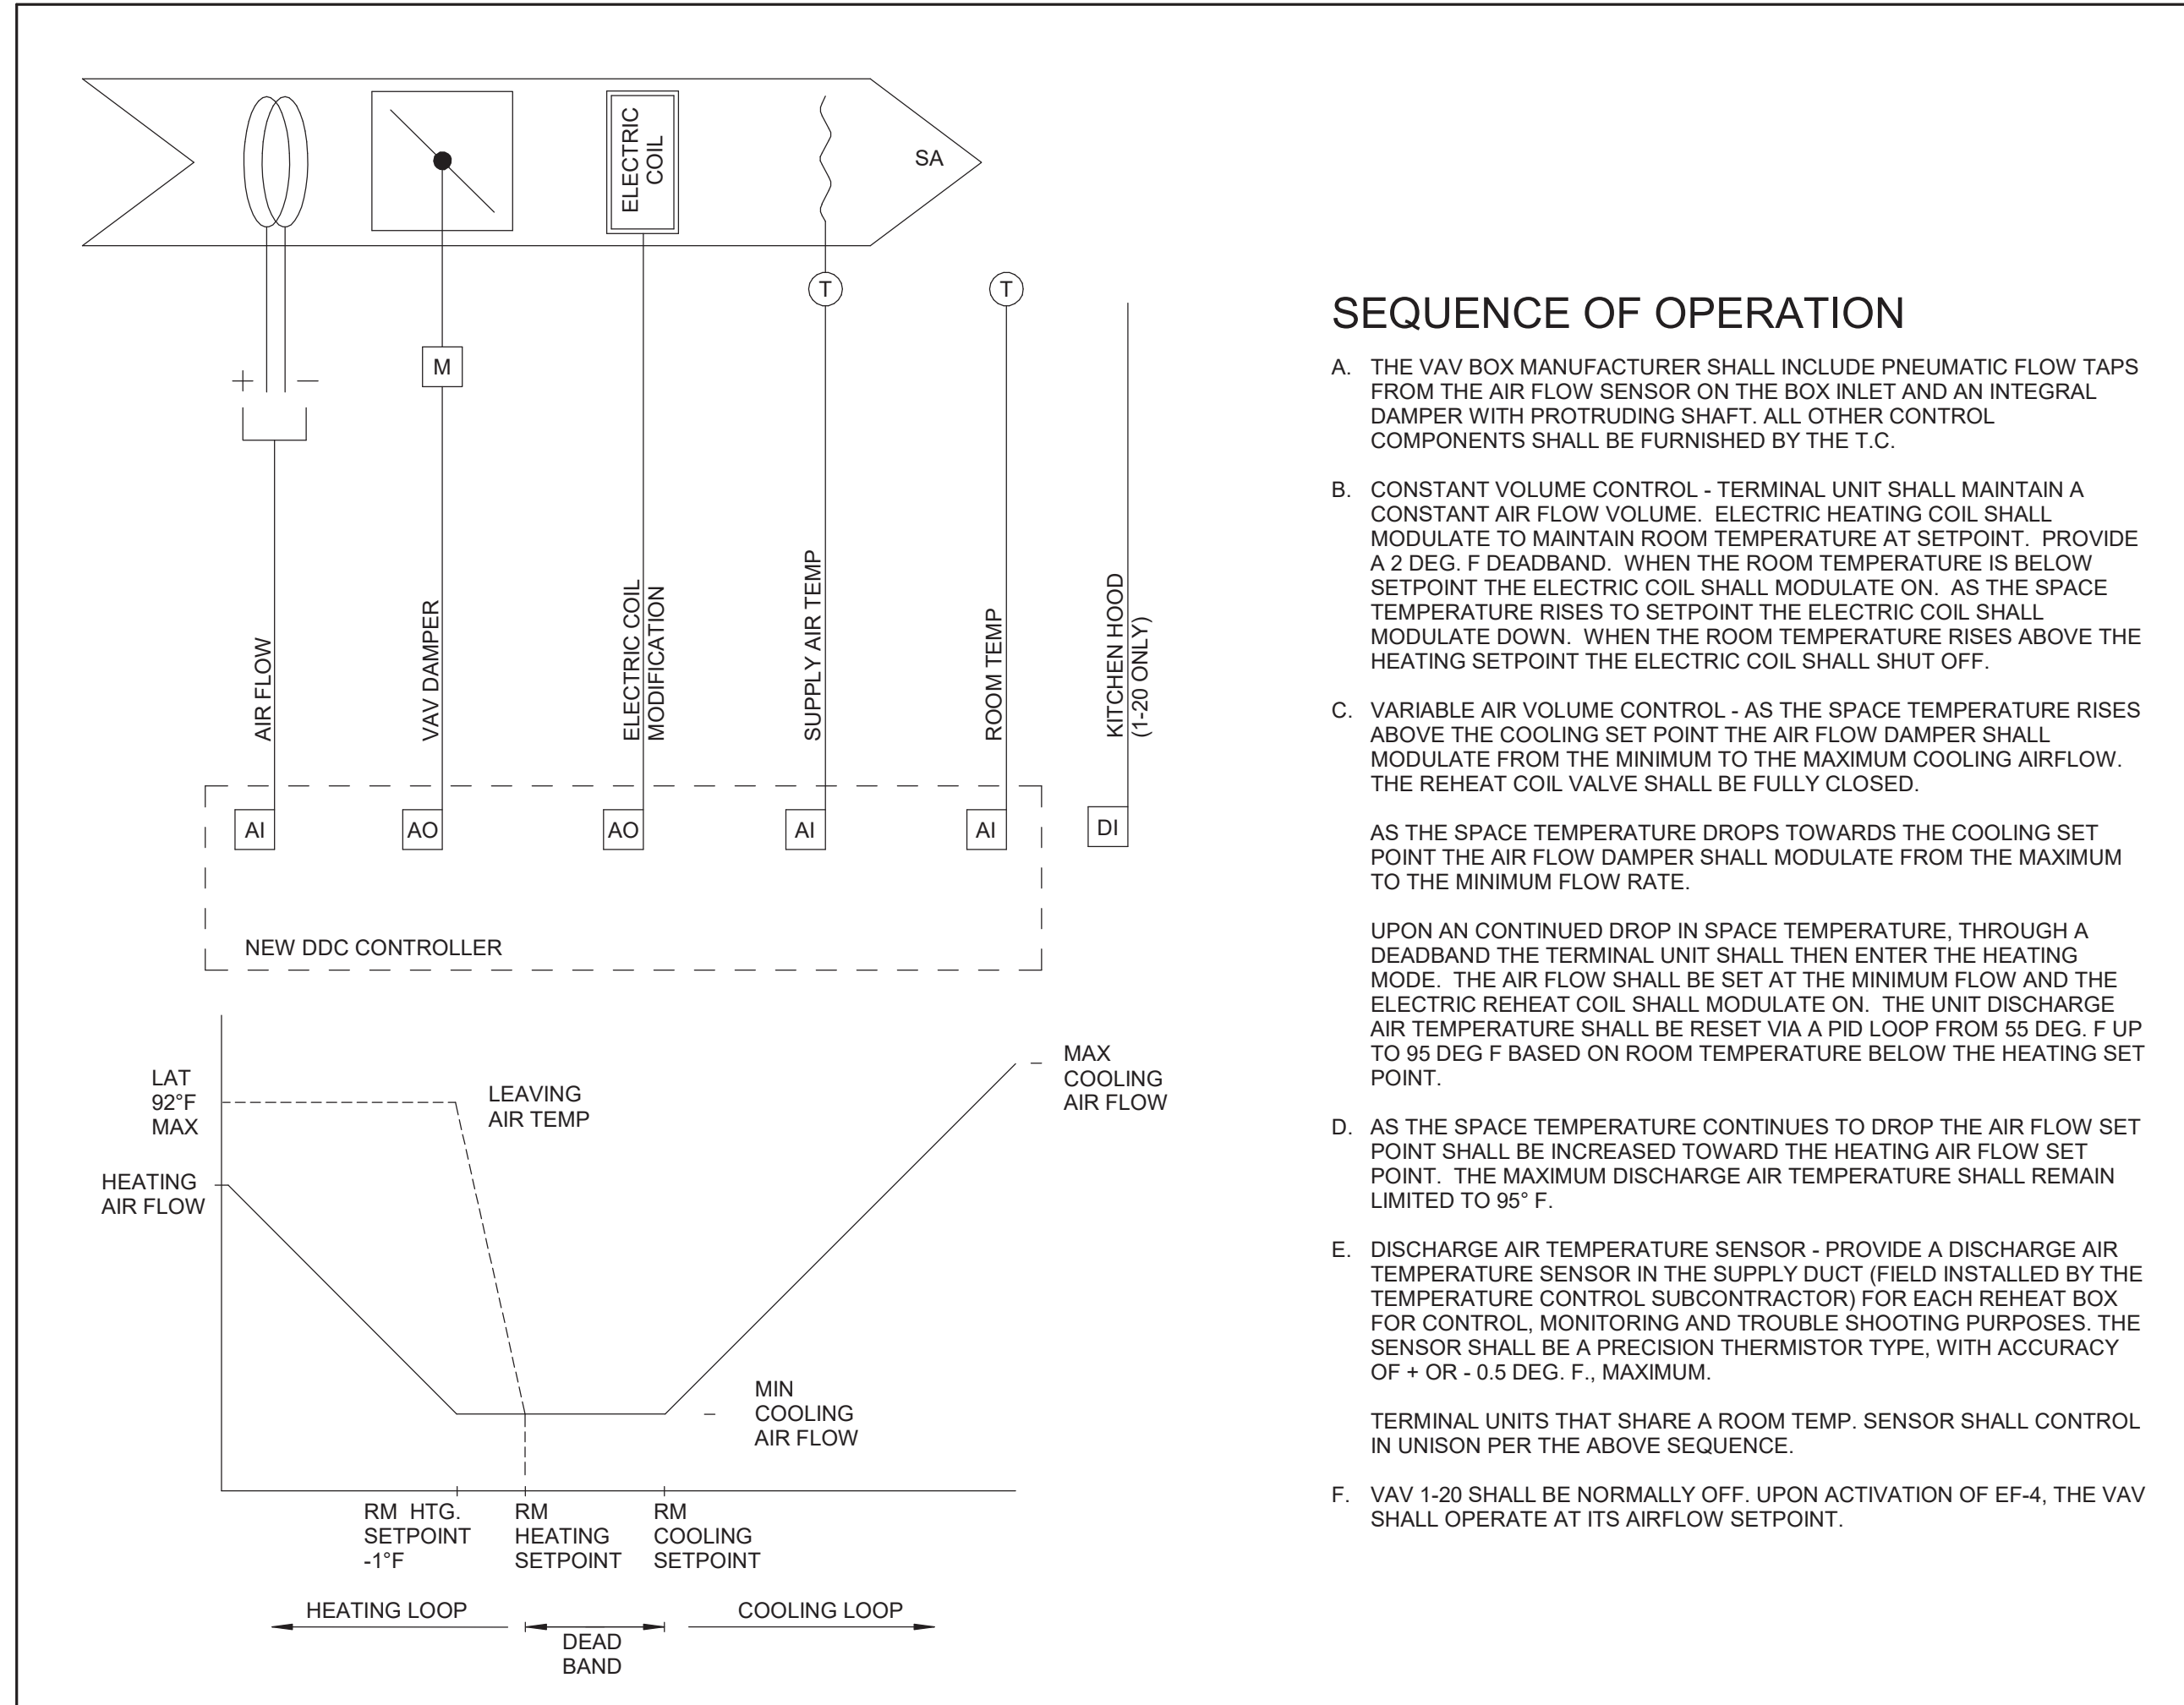 ELECTRIC
COIL
SA
T
T
M
+
−
AIR FLOW
VAV DAMPER
ELECTRIC COIL
MODIFICATION
SUPPLY AIR TEMP
ROOM TEMP
KITCHEN HOOD
(1-20 ONLY)
AI
AO
AO
AI
AI
DI
NEW DDC CONTROLLER
LAT
92°F
MAX
LEAVING
AIR TEMP
MAX
COOLING
AIR FLOW
HEATING
AIR FLOW
MIN
COOLING
AIR FLOW
RM HTG.
SETPOINT
-1°F
RM
HEATING
SETPOINT
RM
COOLING
SETPOINT
HEATING LOOP
COOLING LOOP
DEAD
BAND
SEQUENCE OF OPERATION
A. THE VAV BOX MANUFACTURER SHALL INCLUDE PNEUMATIC FLOW TAPS
FROM THE AIR FLOW SENSOR ON THE BOX INLET AND AN INTEGRAL
DAMPER WITH PROTRUDING SHAFT. ALL OTHER CONTROL
COMPONENTS SHALL BE FURNISHED BY THE T.C.
B. CONSTANT VOLUME CONTROL - TERMINAL UNIT SHALL MAINTAIN A
CONSTANT AIR FLOW VOLUME. ELECTRIC HEATING COIL SHALL
MODULATE TO MAINTAIN ROOM TEMPERATURE AT SETPOINT. PROVIDE
A 2 DEG. F DEADBAND. WHEN THE ROOM TEMPERATURE IS BELOW
SETPOINT THE ELECTRIC COIL SHALL MODULATE ON. AS THE SPACE
TEMPERATURE RISES TO SETPOINT THE ELECTRIC COIL SHALL
MODULATE DOWN. WHEN THE ROOM TEMPERATURE RISES ABOVE THE
HEATING SETPOINT THE ELECTRIC COIL SHALL SHUT OFF.
C. VARIABLE AIR VOLUME CONTROL - AS THE SPACE TEMPERATURE RISES
ABOVE THE COOLING SET POINT THE AIR FLOW DAMPER SHALL
MODULATE FROM THE MINIMUM TO THE MAXIMUM COOLING AIRFLOW.
THE REHEAT COIL VALVE SHALL BE FULLY CLOSED.
AS THE SPACE TEMPERATURE DROPS TOWARDS THE COOLING SET
POINT THE AIR FLOW DAMPER SHALL MODULATE FROM THE MAXIMUM
TO THE MINIMUM FLOW RATE.
UPON AN CONTINUED DROP IN SPACE TEMPERATURE, THROUGH A
DEADBAND THE TERMINAL UNIT SHALL THEN ENTER THE HEATING
MODE. THE AIR FLOW SHALL BE SET AT THE MINIMUM FLOW AND THE
ELECTRIC REHEAT COIL SHALL MODULATE ON. THE UNIT DISCHARGE
AIR TEMPERATURE SHALL BE RESET VIA A PID LOOP FROM 55 DEG. F UP
TO 95 DEG F BASED ON ROOM TEMPERATURE BELOW THE HEATING SET
POINT.
D. AS THE SPACE TEMPERATURE CONTINUES TO DROP THE AIR FLOW SET
POINT SHALL BE INCREASED TOWARD THE HEATING AIR FLOW SET
POINT. THE MAXIMUM DISCHARGE AIR TEMPERATURE SHALL REMAIN
LIMITED TO 95° F.
E. DISCHARGE AIR TEMPERATURE SENSOR - PROVIDE A DISCHARGE AIR
TEMPERATURE SENSOR IN THE SUPPLY DUCT (FIELD INSTALLED BY THE
TEMPERATURE CONTROL SUBCONTRACTOR) FOR EACH REHEAT BOX
FOR CONTROL, MONITORING AND TROUBLE SHOOTING PURPOSES. THE
SENSOR SHALL BE A PRECISION THERMISTOR TYPE, WITH ACCURACY
OF + OR - 0.5 DEG. F., MAXIMUM.
TERMINAL UNITS THAT SHARE A ROOM TEMP. SENSOR SHALL CONTROL
IN UNISON PER THE ABOVE SEQUENCE.
F. VAV 1-20 SHALL BE NORMALLY OFF. UPON ACTIVATION OF EF-4, THE VAV
SHALL OPERATE AT ITS AIRFLOW SETPOINT.